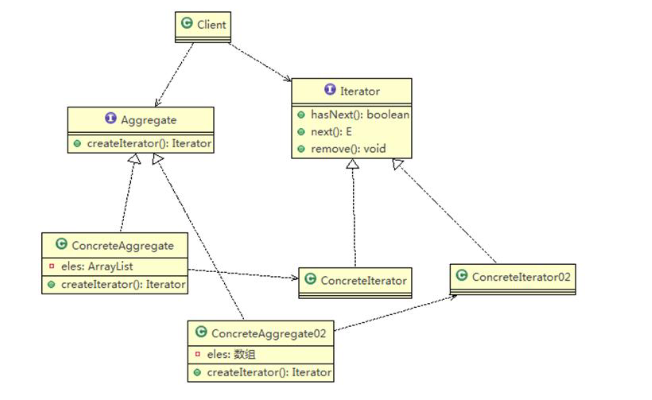 C Client
I Iterator
hasNext(): boolean
next(): E
remove(): void
I Aggregate
createIterator(): Iterator
C ConcreteAggregate
eles: ArrayList
createIterator(): Iterator
C ConcreteIterator
C ConcreteIterator02
C ConcreteAggregate02
eles: 数组
createIterator(): Iterator